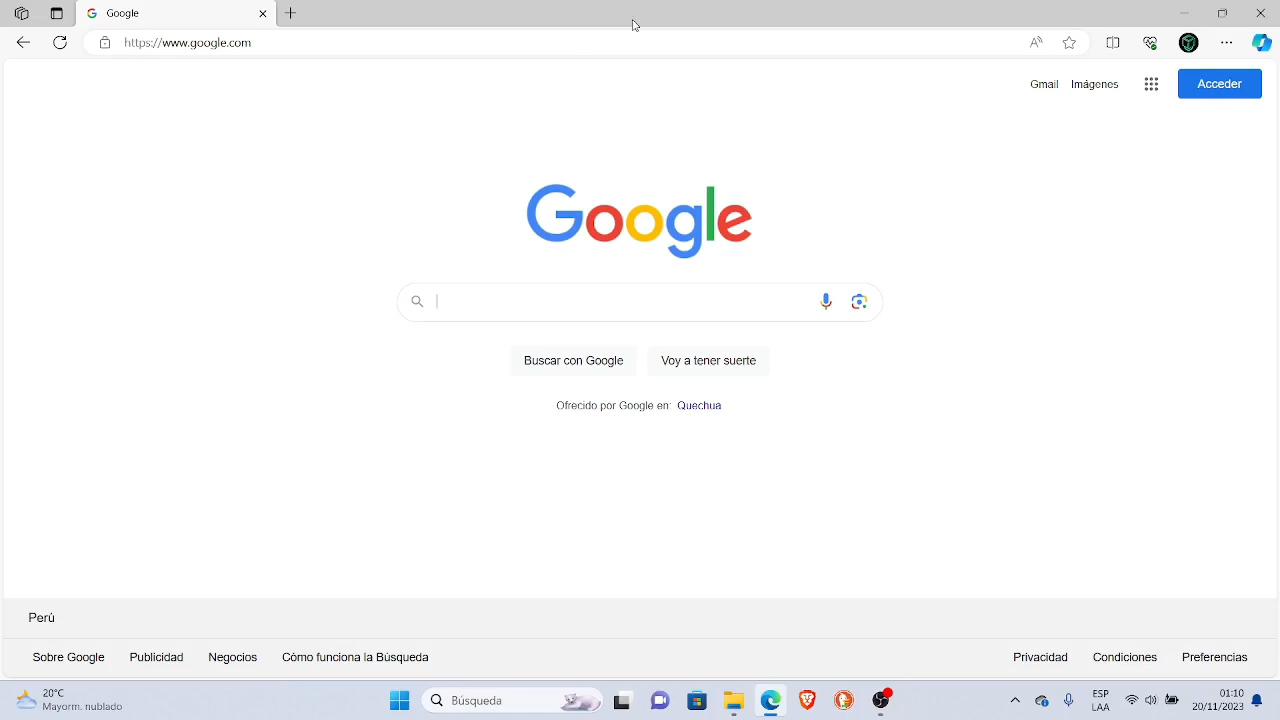 Google
https://www.google.com
Gmail Imágenes Acceder
Google
Buscar con Google Voy a tener suerte
Ofrecido por Google en: Quechua
Perú
Sobre Google Publicidad Negocios Cómo funciona la Búsqueda Privacidad Condiciones Preferencias
20°C
Mayorm. nublado
Búsqueda
ESP
LAA
01:10
20/11/2023